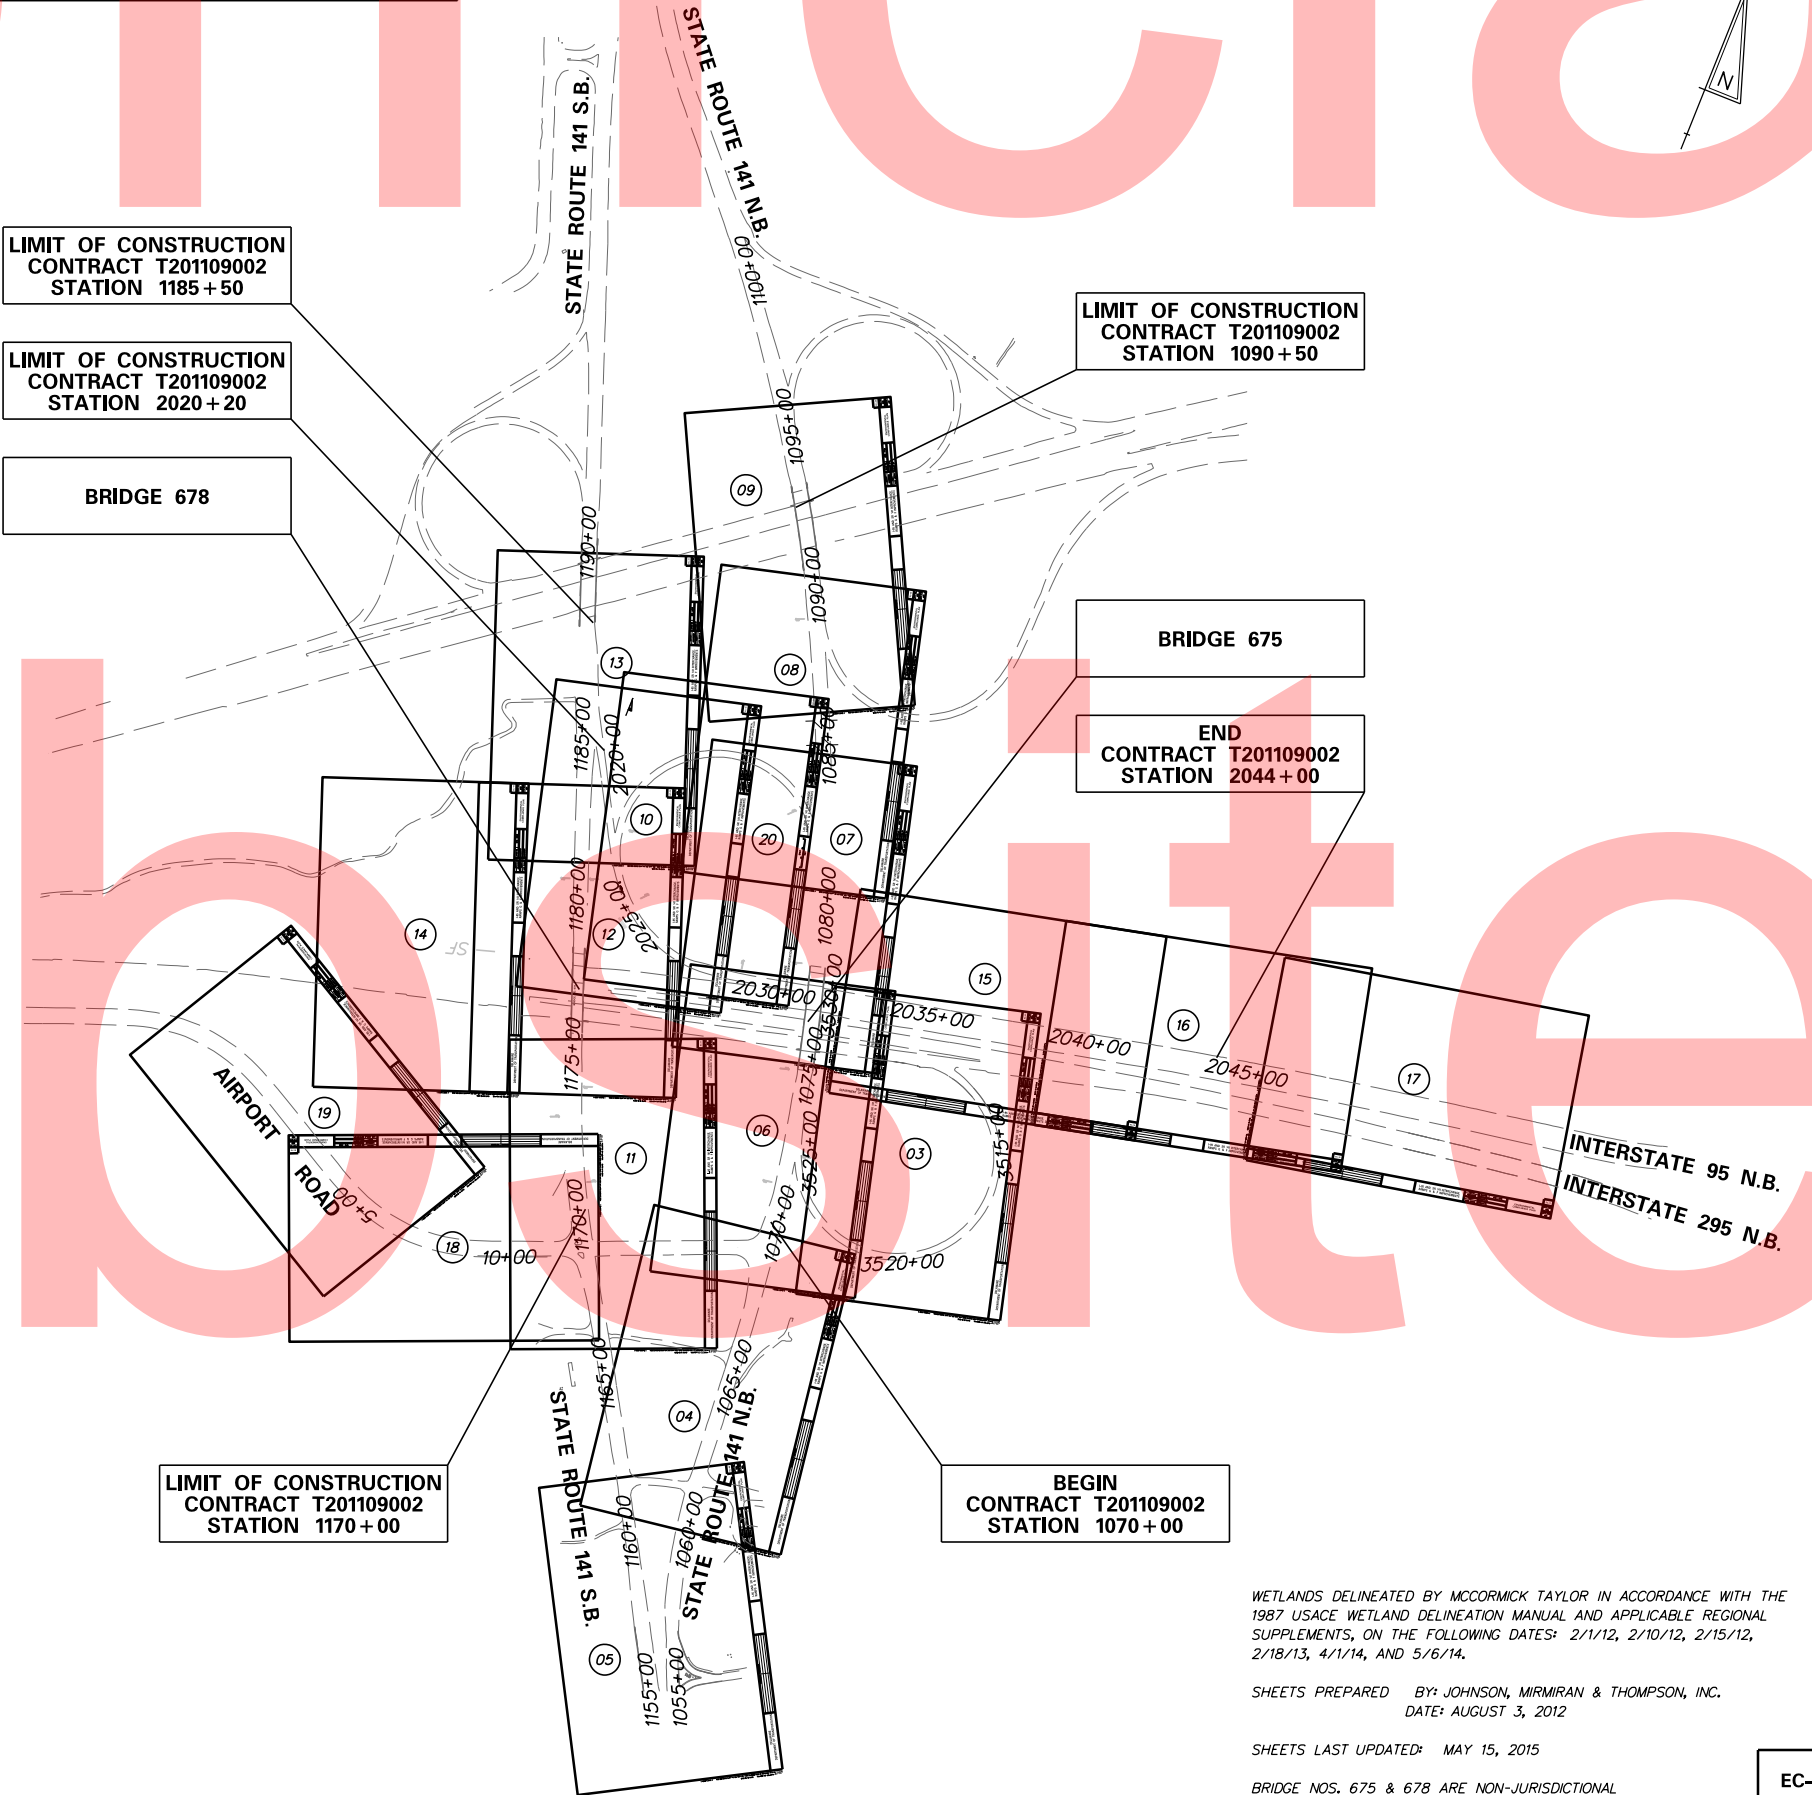 STATE ROUTE 141 S.B.
STATE ROUTE 141 N.B.
N
LIMIT OF CONSTRUCTION
CONTRACT T201109002
STATION 1185+50
LIMIT OF CONSTRUCTION
CONTRACT T201109002
STATION 2020+20
BRIDGE 678
LIMIT OF CONSTRUCTION
CONTRACT T201109002
STATION 1090+50
BRIDGE 675
END
CONTRACT T201109002
STATION 2044+00
1100+00
1095+00
1090+00
1085+00
1080+00
1075+00
1070+00
1065+00
1060+00
1055+00
1190+00
1185+00
1180+00
1175+00
1170+00
1165+00
1160+00
1155+00
2020+00
2025+00
2030+00
2035+00
2040+00
2045+00
3530+00
3525+00
3520+00
3515+00
5+00
10+00
09
13
08
10
20
07
14
12
15
16
17
19
11
06
03
18
04
05
SF
AIRPORT
ROAD
INTERSTATE 95 N.B.
INTERSTATE 295 N.B.
STATE ROUTE 141 S.B.
STATE ROUTE 141 N.B.
LIMIT OF CONSTRUCTION
CONTRACT T201109002
STATION 1170+00
BEGIN
CONTRACT T201109002
STATION 1070+00
WETLANDS DELINEATED BY MCCORMICK TAYLOR IN ACCORDANCE WITH THE
1987 USACE WETLAND DELINEATION MANUAL AND APPLICABLE REGIONAL
SUPPLEMENTS, ON THE FOLLOWING DATES: 2/1/12, 2/10/12, 2/15/12,
2/18/13, 4/1/14, AND 5/6/14.
SHEETS PREPARED BY: JOHNSON, MIRMIRAN & THOMPSON, INC.
DATE: AUGUST 3, 2012
SHEETS LAST UPDATED: MAY 15, 2015
BRIDGE NOS. 675 & 678 ARE NON-JURISDICTIONAL
EC-
bsite